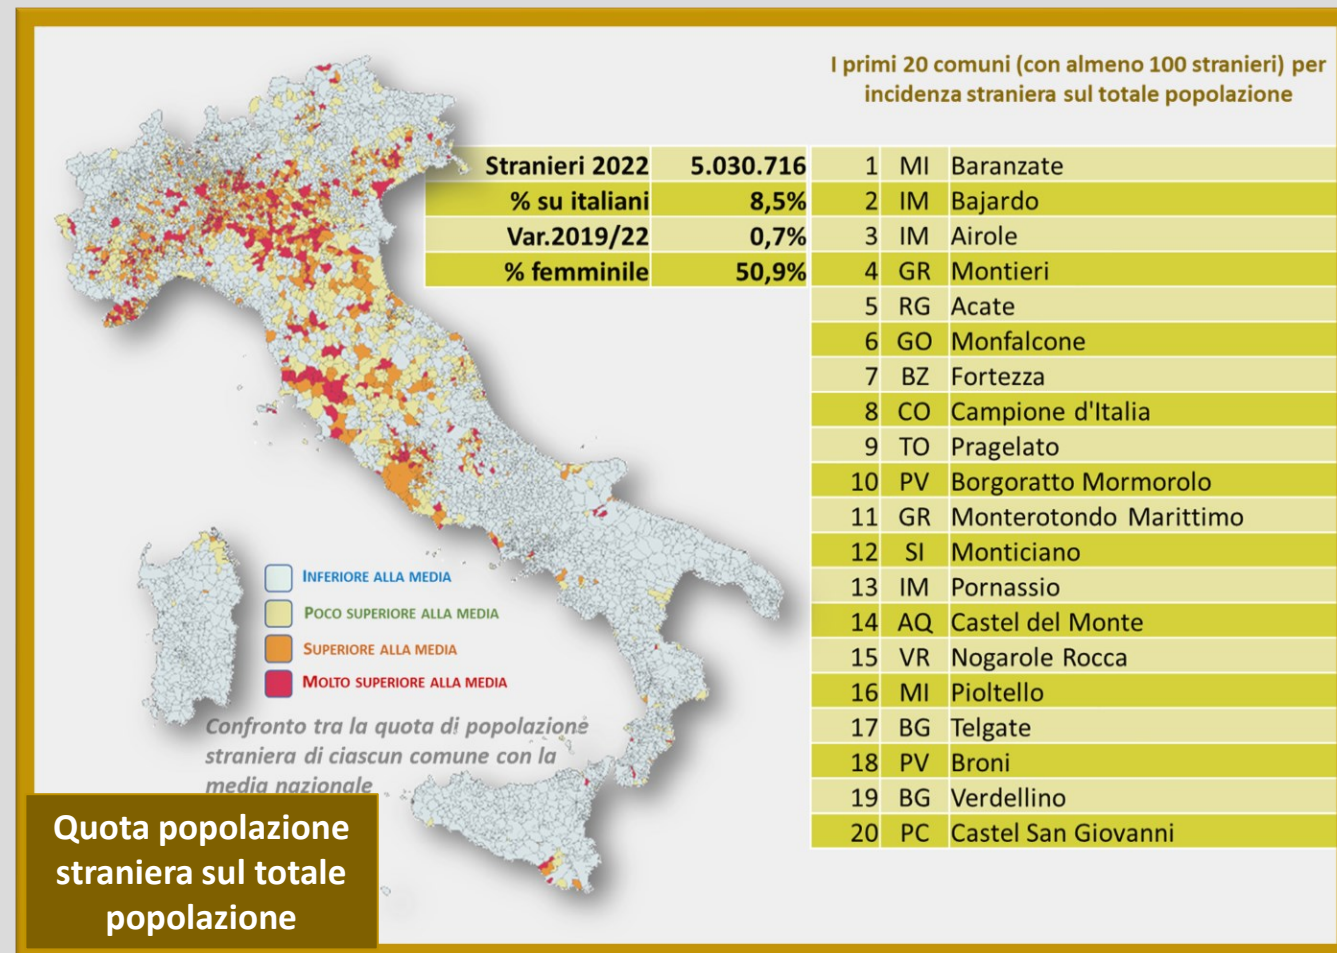 I primi 20 comuni (con almeno 100 stranieri) per
incidenza straniera sul totale popolazione
Stranieri 2022 5.030.716
% su italiani 8,5%
Var.2019/22 0,7%
% femminile 50,9%
1 MI Baranzate
2 IM Bajardo
3 IM Airole
4 GR Montieri
5 RG Acate
6 GO Monfalcone
7 BZ Fortezza
8 CO Campione d'Italia
9 TO Pragelato
10 PV Borgoratto Mormorolo
11 GR Monterotondo Marittimo
12 SI Monticiano
13 IM Pornassio
14 AQ Castel del Monte
15 VR Nogarole Rocca
16 MI Pioltello
17 BG Telgate
18 PV Broni
19 BG Verdellino
20 PC Castel San Giovanni
INFERIORE ALLA MEDIA
POCO SUPERIORE ALLA MEDIA
SUPERIORE ALLA MEDIA
MOLTO SUPERIORE ALLA MEDIA
Confronto tra la quota di popolazione
straniera di ciascun comune con la
media nazionale
Quota popolazione
straniera sul totale
popolazione